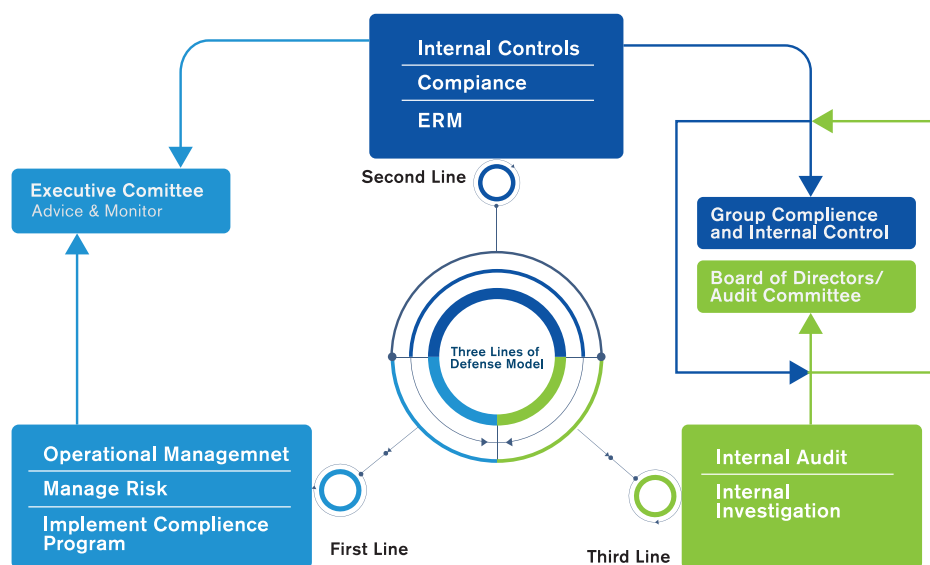 Internal Controls
Compiance
ERM
Second Line
Executive Comittee
Advice & Monitor
Group Complience
and Internal Control
Board of Directors/
Audit Committee
Three Lines of
Defense Model
Operational Managemnet
Manage Risk
Implement Complience
Program
First Line
Internal Audit
Internal
Investigation
Third Line